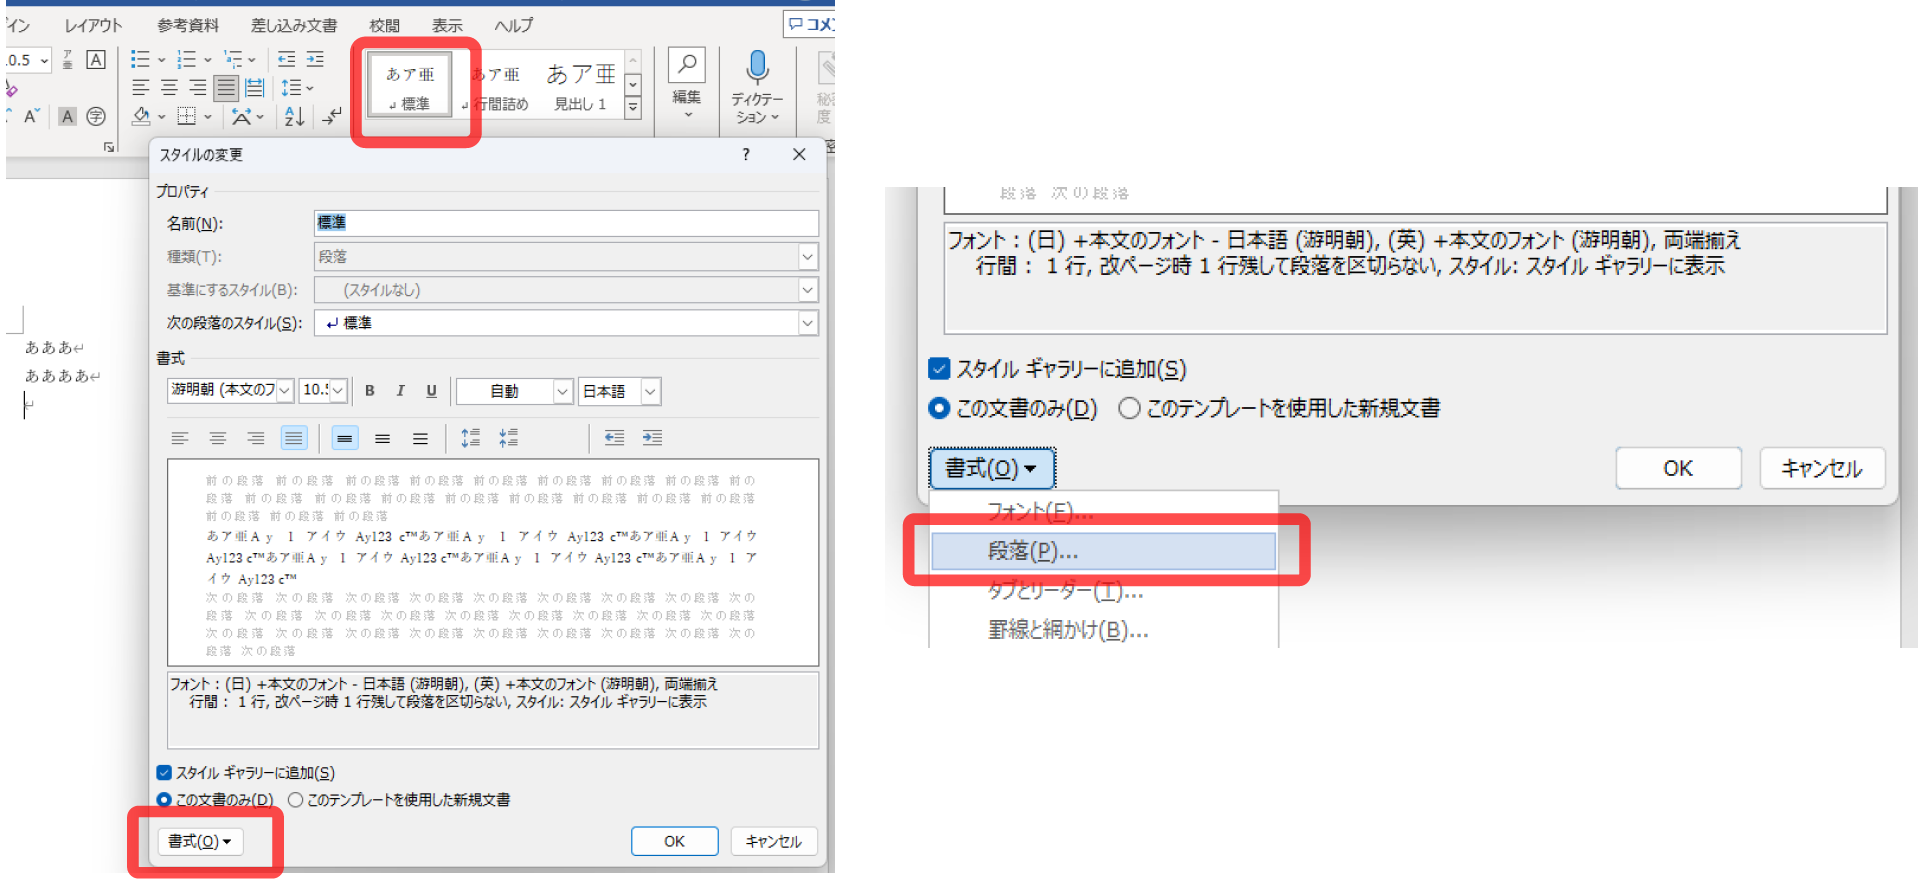 イン レイアウト 参考資料 差し込み文書 校閲 表示 ヘルプ
コメ
0.5
ア
亜
A
A
A
字
A
Z
あア亜
↲ 標準
あア亜
↲ 行間詰め
あア亜
見出し 1
編集
ディクテー
ション
秘
度
あああ↵
ああああ↵
↵
スタイルの変更
?
プロパティ
名前(N): 標準
種類(T): 段落
基準にするスタイル(B): (スタイルなし)
次の段落のスタイル(S): ↵ 標準
書式
游明朝 (本文のフ 10.5 B I U 自動 日本語
前の段落 前の段落 前の段落 前の段落 前の段落 前の段落 前の段落 前の段落 前の
段落 前の段落 前の段落 前の段落 前の段落 前の段落 前の段落 前の段落 前の段落
前の段落 前の段落 前の段落
あア亜Ａｙ １ アイウ Ay123 c™あア亜Ａｙ １ アイウ Ay123 c™あア亜Ａｙ １ アイウ
Ay123 c™あア亜Ａｙ １ アイウ Ay123 c™あア亜Ａｙ １ アイウ Ay123 c™あア亜Ａｙ １ ア
イウ Ay123 c™
次の段落 次の段落 次の段落 次の段落 次の段落 次の段落 次の段落 次の段落 次の
段落 次の段落 次の段落 次の段落 次の段落 次の段落 次の段落 次の段落 次の段落
次の段落 次の段落 次の段落 次の段落 次の段落 次の段落 次の段落 次の段落 次の
段落 次の段落
フォント : (日) +本文のフォント - 日本語 (游明朝), (英) +本文のフォント (游明朝), 両端揃え
行間 : 1 行, 改ページ時 1 行残して段落を区切らない, スタイル: スタイル ギャラリーに表示
スタイル ギャラリーに追加(S)
この文書のみ(D) このテンプレートを使用した新規文書
書式(O) OK キャンセル
段落 次の段落
フォント : (日) +本文のフォント - 日本語 (游明朝), (英) +本文のフォント (游明朝), 両端揃え
行間 : 1 行, 改ページ時 1 行残して段落を区切らない, スタイル: スタイル ギャラリーに表示
スタイル ギャラリーに追加(S)
この文書のみ(D) このテンプレートを使用した新規文書
書式(O) OK キャンセル
フォント(F)...
段落(P)...
タブとリーダー(T)...
罫線と網かけ(B)...